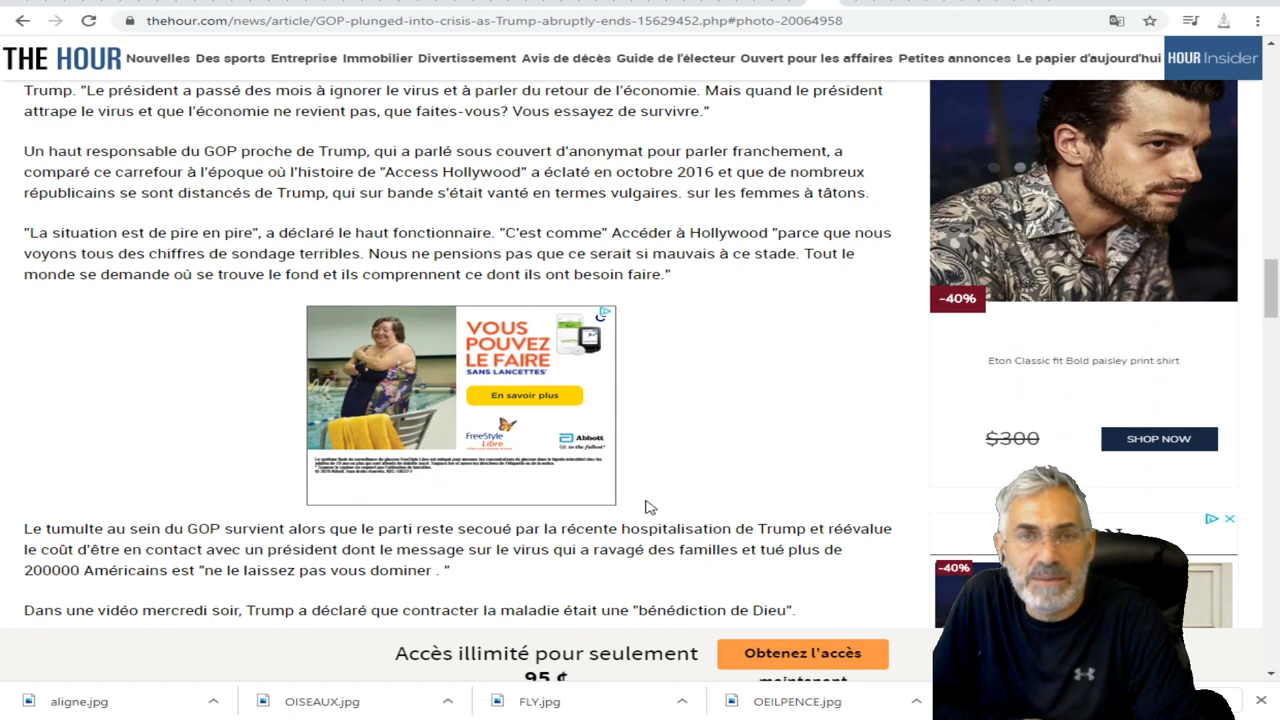 thehour.com/news/article/GOP-plunged-into-crisis-as-Trump-abruptly-ends-15629452.php#photo-20064958
THE HOUR Nouvelles Des sports Entreprise Immobilier Divertissement Avis de décès Guide de l'électeur Ouvert pour les affaires Petites annonces Le papier d'aujourd'hui HOUR Insider
Trump. "Le président a passé des mois à ignorer le virus et à parler du retour de l'économie. Mais quand le président
attrape le virus et que l'économie ne revient pas, que faites-vous? Vous essayez de survivre."
Un haut responsable du GOP proche de Trump, qui a parlé sous couvert d'anonymat pour parler franchement, a
comparé ce carrefour à l'époque où l'histoire de "Access Hollywood" a éclaté en octobre 2016 et que de nombreux
républicains se sont distancés de Trump, qui sur bande s'était vanté en termes vulgaires. sur les femmes à tâtons.
"La situation est de pire en pire", a déclaré le haut fonctionnaire. "C'est comme" Accéder à Hollywood "parce que nous
voyons tous des chiffres de sondage terribles. Nous ne pensions pas que ce serait si mauvais à ce stade. Tout le
monde se demande où se trouve le fond et ils comprennent ce dont ils ont besoin faire."
VOUS
POUVEZ
LE FAIRE
SANS LANCETTES
En savoir plus
FreeStyle
Libre
Abbott
life. to the fullest.
Le tumulte au sein du GOP survient alors que le parti reste secoué par la récente hospitalisation de Trump et réévalue
le coût d'être en contact avec un président dont le message sur le virus qui a ravagé des familles et tué plus de
200000 Américains est "ne le laissez pas vous dominer . "
Dans une vidéo mercredi soir, Trump a déclaré que contracter la maladie était une "bénédiction de Dieu".
-40%
Eton Classic fit Bold paisley print shirt
$300
SHOP NOW
-40%
Accès illimité pour seulement
95 ¢
Obtenez l'accès
maintenant
aligne.jpg
OISEAUX.jpg
FLY.jpg
OEILPENCE.jpg